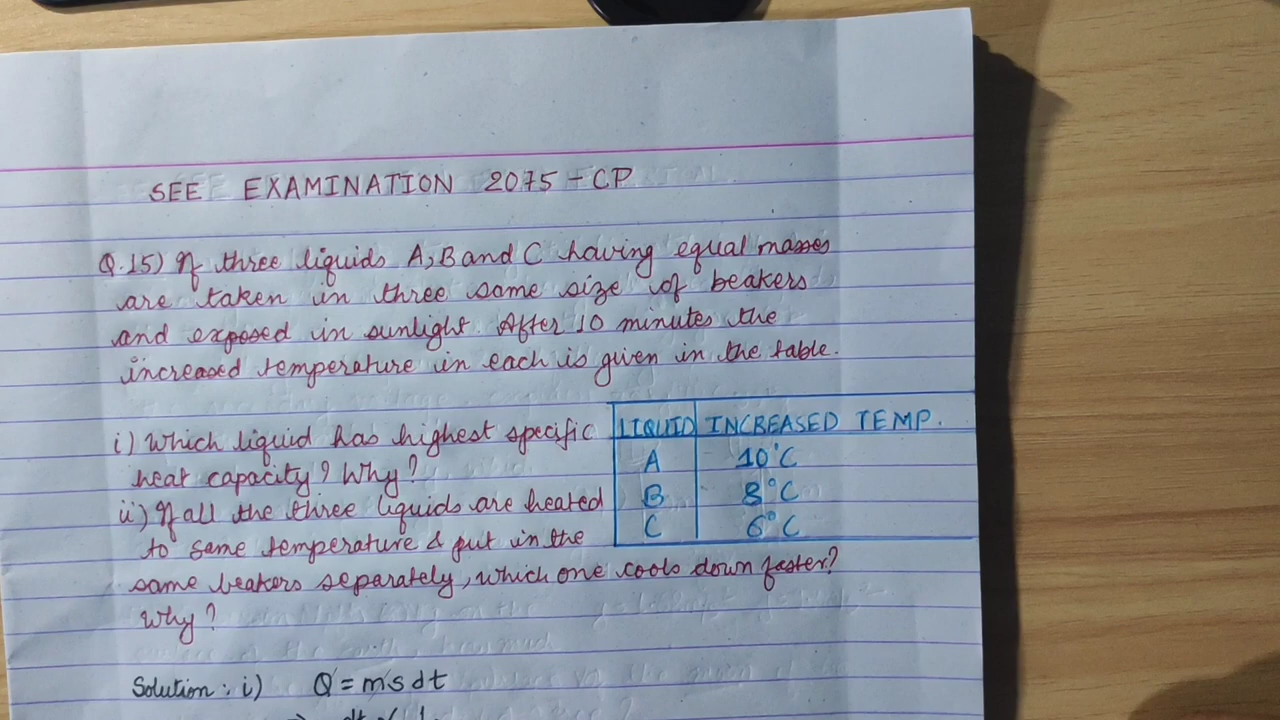 SEE EXAMINATION 2075-CP
Q.15) If three liquids A, B and C having equal masses
are taken in three same size of beakers
and exposed in sunlight. After 10 minutes the
increased temperature in each is given in the table.
i) Which liquid has highest specific
heat capacity? Why?
ii) If all the three liquids are heated
to same temperature & put in the
same beakers separately, which one cools down faster?
Why?
LIQUID INCREASED TEMP.
A 10°C
B 8°C
C 6°C
Solution: i) Q = msdt